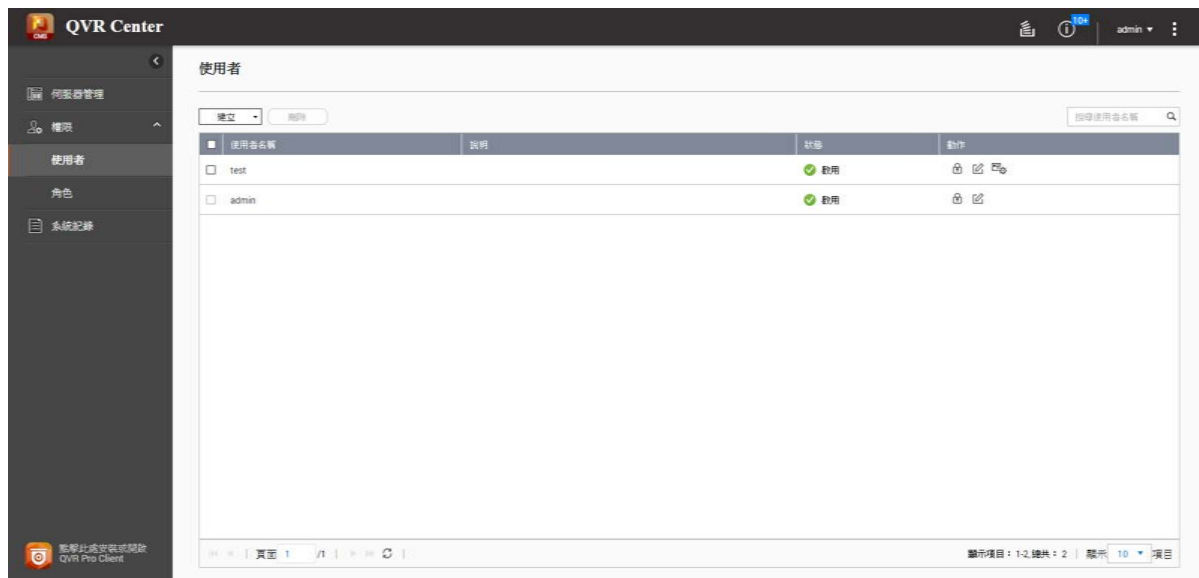 QVR Center
10+
admin
使用者
伺服器管理
權限
使用者
角色
系統記錄
建立
刪除
搜尋使用者名稱
使用者名稱
說明
狀態
動作
test
啟用
admin
啟用
點擊此處安裝或開啟
QVR Pro Client
頁面 1 /1
顯示項目：1-2, 總共：2 | 顯示 10 項目